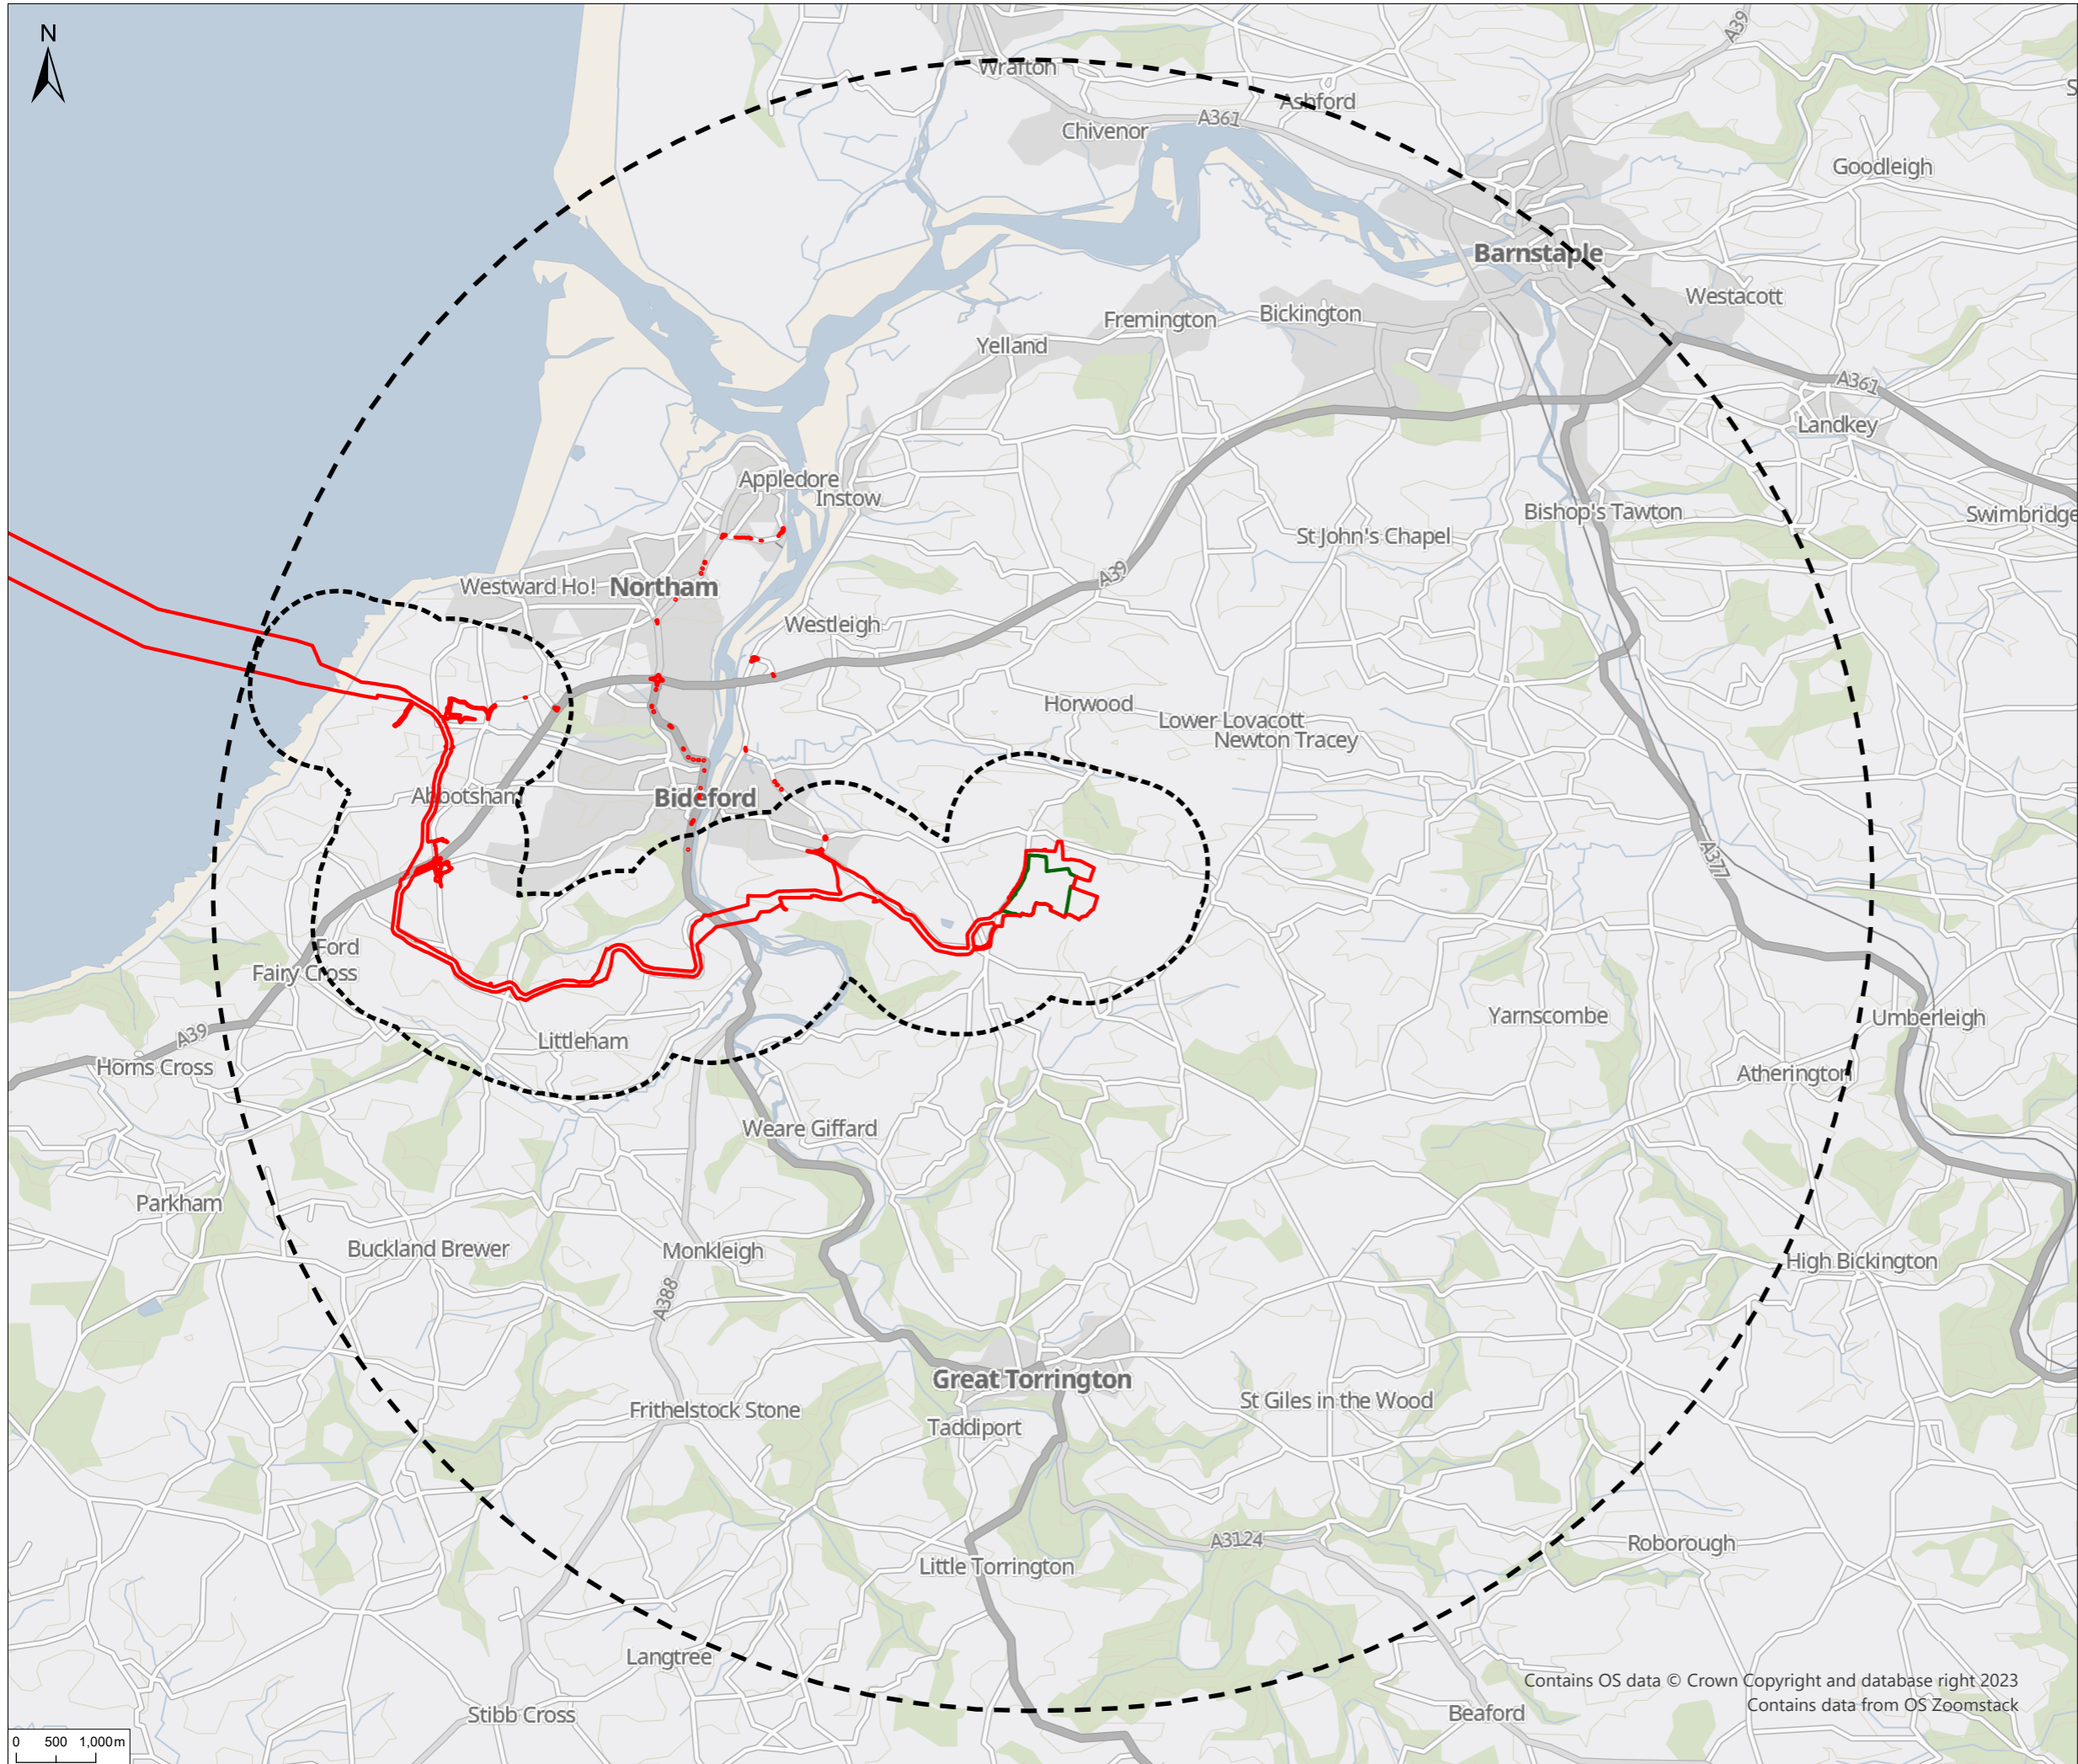 N
A39
Wrafton
Ashford
S
A361
Chivenor
Goodleigh
Barnstaple
Westacott
Bickington
Fremington
Yelland
A361
Landkey
Appledore
Instow
Bishop's Tawton
Swimbridge
St John's Chapel
A39
Westward Ho!
Northam
Westleigh
Horwood
Lower Lovacott
Newton Tracey
Abbotsham
Bideford
A377
Ford
Fairy Cross
Yarnscombe
Umberleigh
A39
Littleham
Horns Cross
Atherington
Weare Giffard
Parkham
Buckland Brewer
Monkleigh
High Bickington
A388
Great Torrington
St Giles in the Wood
Frithelstock Stone
Taddiport
A3124
Roborough
Little Torrington
Langtree
Contains OS data © Crown Copyright and database right 2023
Contains data from OS Zoomstack
Stibb Cross
Beaford
0 500 1,000 m